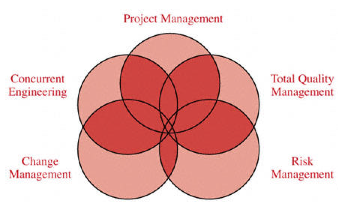 Project Management
Concurrent
Engineering
Total Quality
Management
Change
Management
Risk
Management